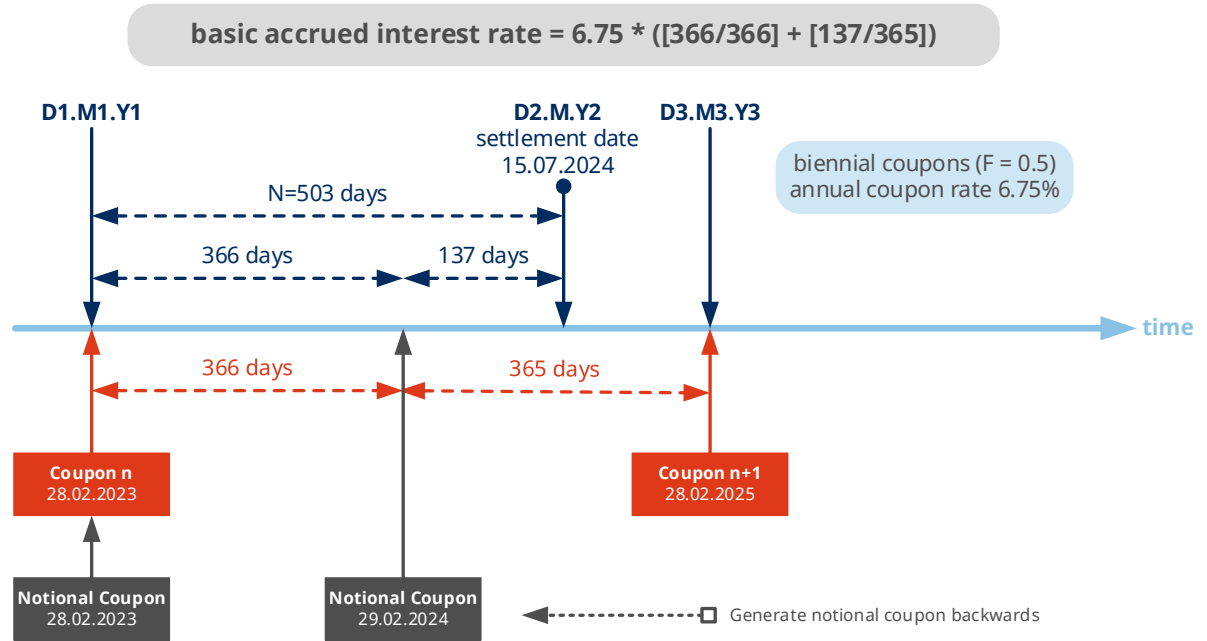 basic accrued interest rate = 6.75 * ([366/366] + [137/365])
D1.M1.Y1
D2.M.Y2
D3.M3.Y3
settlement date
15.07.2024
biennial coupons (F = 0.5)
annual coupon rate 6.75%
N=503 days
366 days
137 days
time
366 days
365 days
Coupon n
28.02.2023
Coupon n+1
28.02.2025
Notional Coupon
28.02.2023
Notional Coupon
29.02.2024
Generate notional coupon backwards